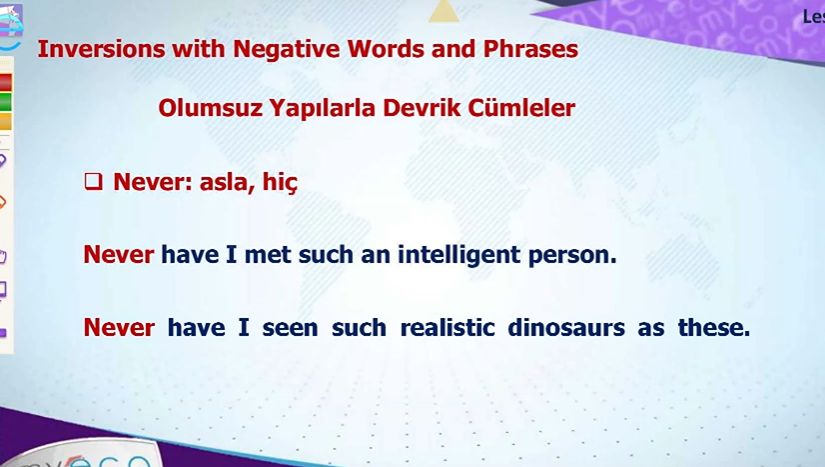 Inversions with Negative Words and Phrases
Olumsuz Yapılarla Devrik Cümleler
❑ Never: asla, hiç
Never have I met such an intelligent person.
Never have I seen such realistic dinosaurs as these.